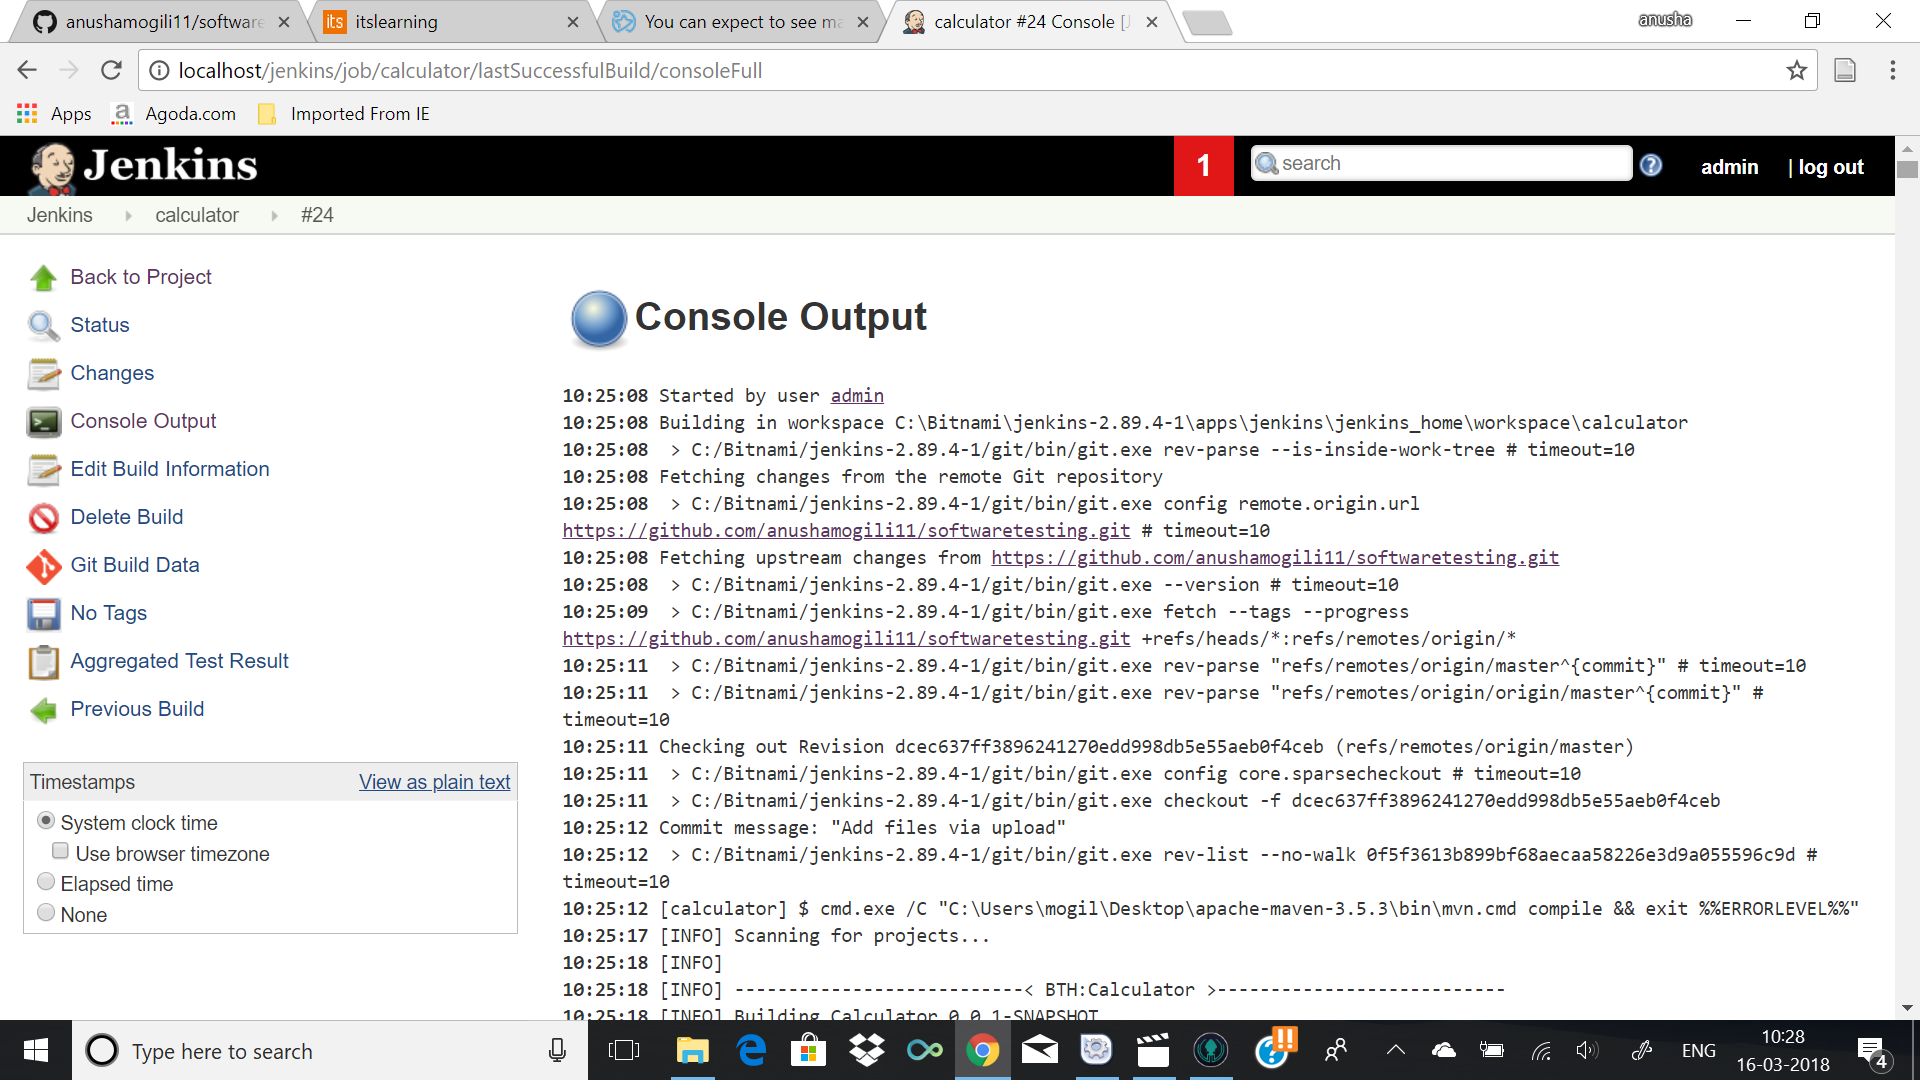 anushamogili11/software
its itslearning
You can expect to see ma
calculator #24 Console [J
anusha
localhost/jenkins/job/calculator/lastSuccessfulBuild/consoleFull
Apps
a Agoda.com
Imported From IE
Jenkins
1
search
?
admin
| log out
Jenkins
calculator
#24
Back to Project
Status
Changes
Console Output
Edit Build Information
Delete Build
Git Build Data
No Tags
Aggregated Test Result
Previous Build
Timestamps
View as plain text
System clock time
Use browser timezone
Elapsed time
None
Console Output
10:25:08 Started by user admin
10:25:08 Building in workspace C:\Bitnami\jenkins-2.89.4-1\apps\jenkins\jenkins_home\workspace\calculator
10:25:08  > C:/Bitnami/jenkins-2.89.4-1/git/bin/git.exe rev-parse --is-inside-work-tree # timeout=10
10:25:08 Fetching changes from the remote Git repository
10:25:08  > C:/Bitnami/jenkins-2.89.4-1/git/bin/git.exe config remote.origin.url
https://github.com/anushamogili11/softwaretesting.git # timeout=10
10:25:08 Fetching upstream changes from https://github.com/anushamogili11/softwaretesting.git
10:25:08  > C:/Bitnami/jenkins-2.89.4-1/git/bin/git.exe --version # timeout=10
10:25:09  > C:/Bitnami/jenkins-2.89.4-1/git/bin/git.exe fetch --tags --progress
https://github.com/anushamogili11/softwaretesting.git +refs/heads/*:refs/remotes/origin/*
10:25:11  > C:/Bitnami/jenkins-2.89.4-1/git/bin/git.exe rev-parse "refs/remotes/origin/master^{commit}" # timeout=10
10:25:11  > C:/Bitnami/jenkins-2.89.4-1/git/bin/git.exe rev-parse "refs/remotes/origin/origin/master^{commit}" #
timeout=10
10:25:11 Checking out Revision dcec637ff3896241270edd998db5e55aeb0f4ceb (refs/remotes/origin/master)
10:25:11  > C:/Bitnami/jenkins-2.89.4-1/git/bin/git.exe config core.sparsecheckout # timeout=10
10:25:11  > C:/Bitnami/jenkins-2.89.4-1/git/bin/git.exe checkout -f dcec637ff3896241270edd998db5e55aeb0f4ceb
10:25:12 Commit message: "Add files via upload"
10:25:12  > C:/Bitnami/jenkins-2.89.4-1/git/bin/git.exe rev-list --no-walk 0f5f3613b899bf68aecaa58226e3d9a055596c9d #
timeout=10
10:25:12 [calculator] $ cmd.exe /C "C:\Users\mogil\Desktop\apache-maven-3.5.3\bin\mvn.cmd compile && exit %%ERRORLEVEL%%"
10:25:17 [INFO] Scanning for projects...
10:25:18 [INFO]
10:25:18 [INFO] ---------------------------< BTH:Calculator >---------------------------
10:25:18 [INFO] Building Calculator 0.0.1-SNAPSHOT
Type here to search
ENG
10:28
16-03-2018
4